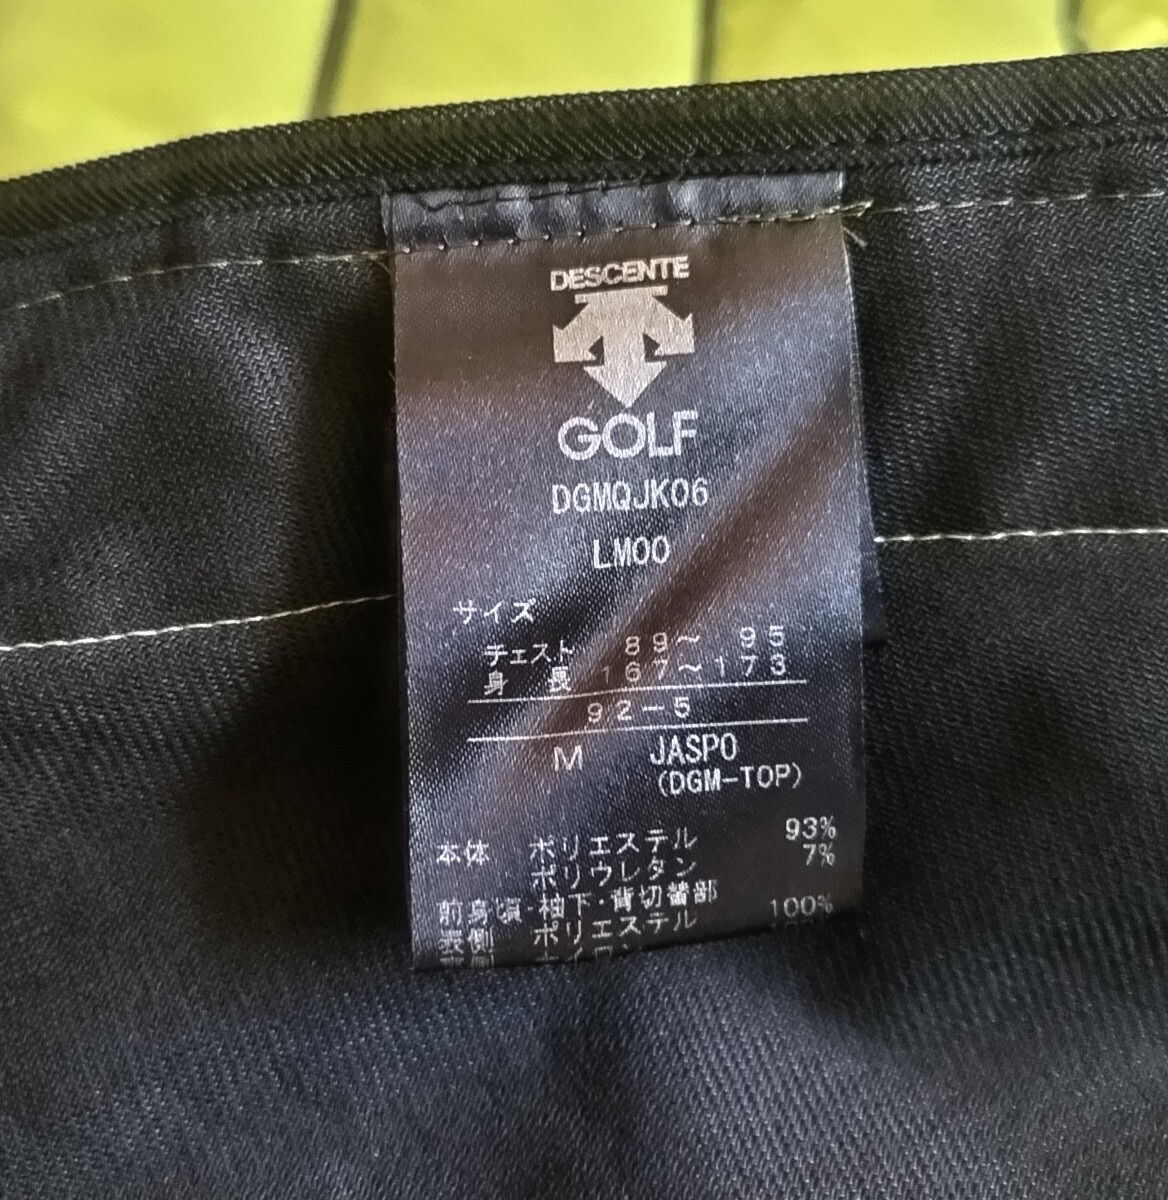 DESCENTE
GOLF
DGMQJK06
LM00
サイズ
チェスト 89〜 95
身 長 167〜173
92-5
M JASPO
(DGM-TOP)
本体 ポリエステル 93%
ポリウレタン 7%
前身頃・袖下・背切替部
表側 ポリエステル 100%